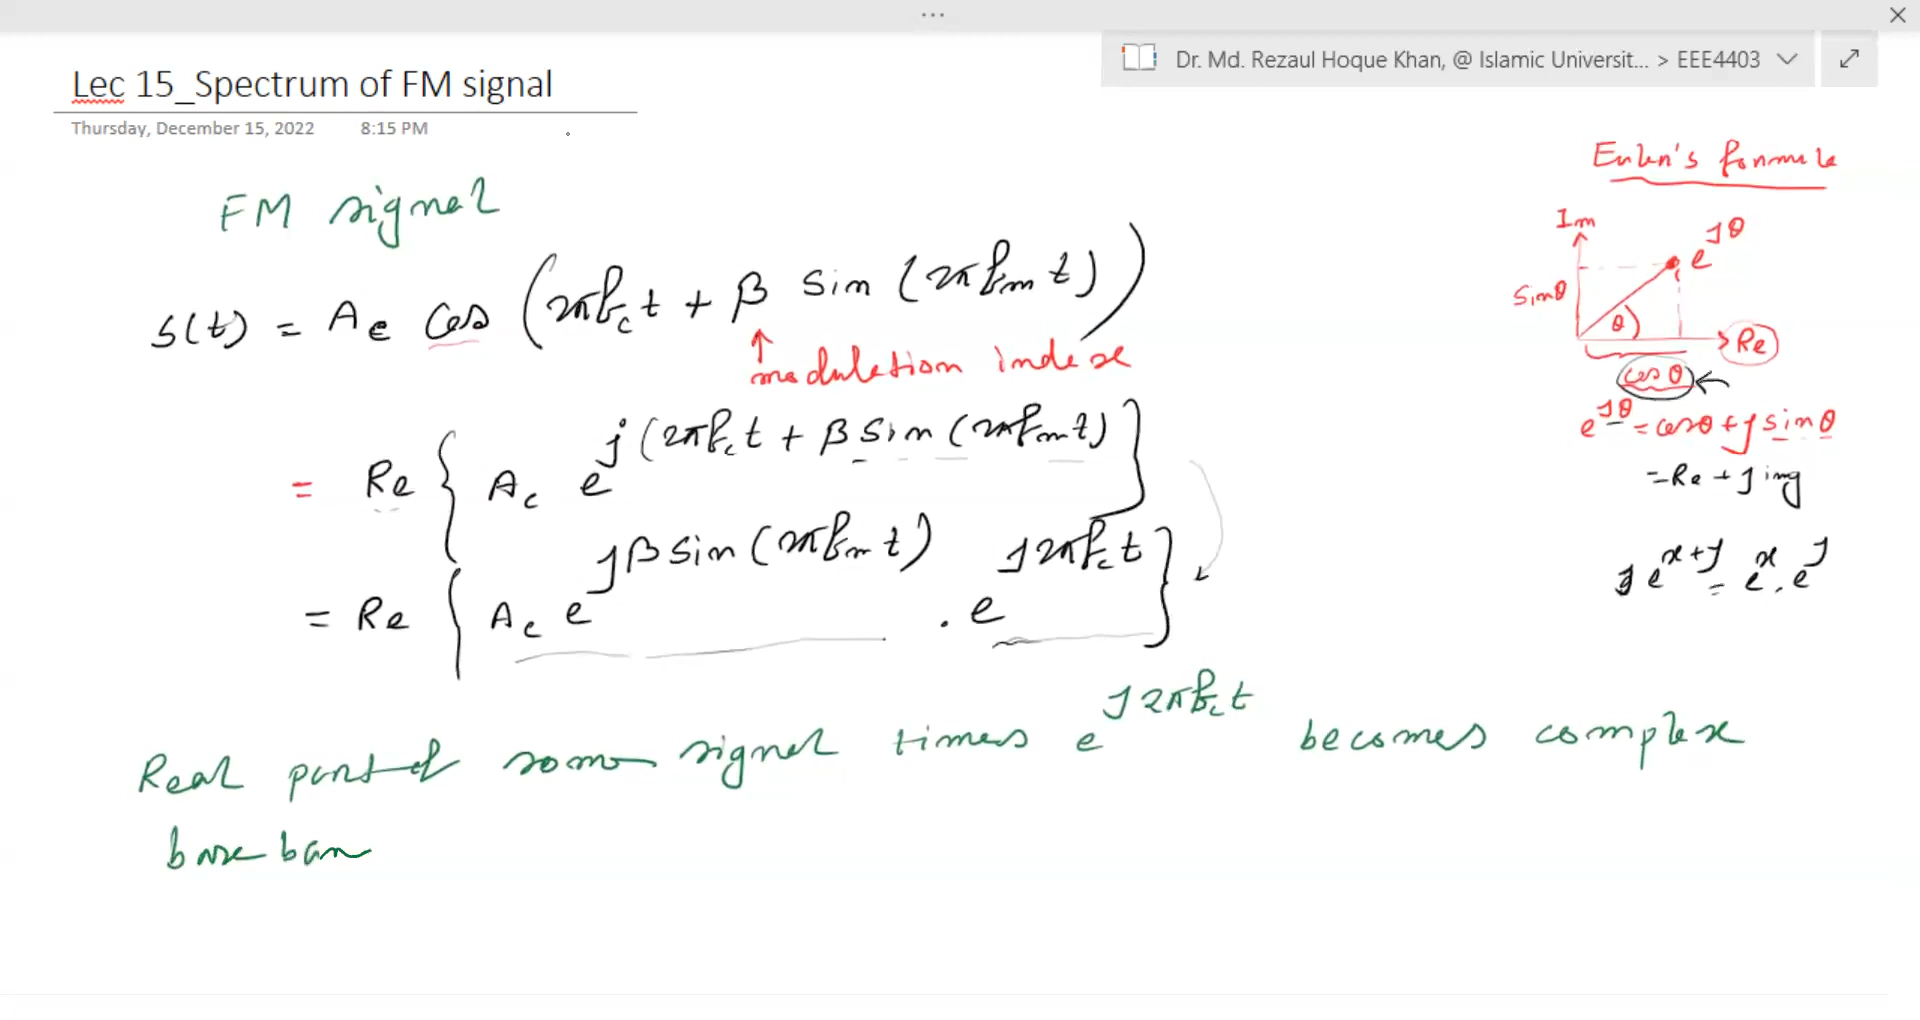 Dr. Md. Rezaul Hoque Khan, @ Islamic Universit... > EEE4403
Lec 15_Spectrum of FM signal
Thursday, December 15, 2022 8:15 PM
FM signal
s(t) = Ac cos (2πfct + β sin (2πfmt))
modulation index
= Re { Ac e^j(2πfct + β sin (2πfmt)) }
= Re { Ac e^jβ sin (2πfmt) . e^j2πfct }
Real part of some signal times e^j2πfct becomes complex
base ban
Euler's formula
Im
e^jθ
sinθ
θ
Re
cos θ
e^jθ = cosθ + j sinθ
= Re + j img
e^x+y = e^x . e^y